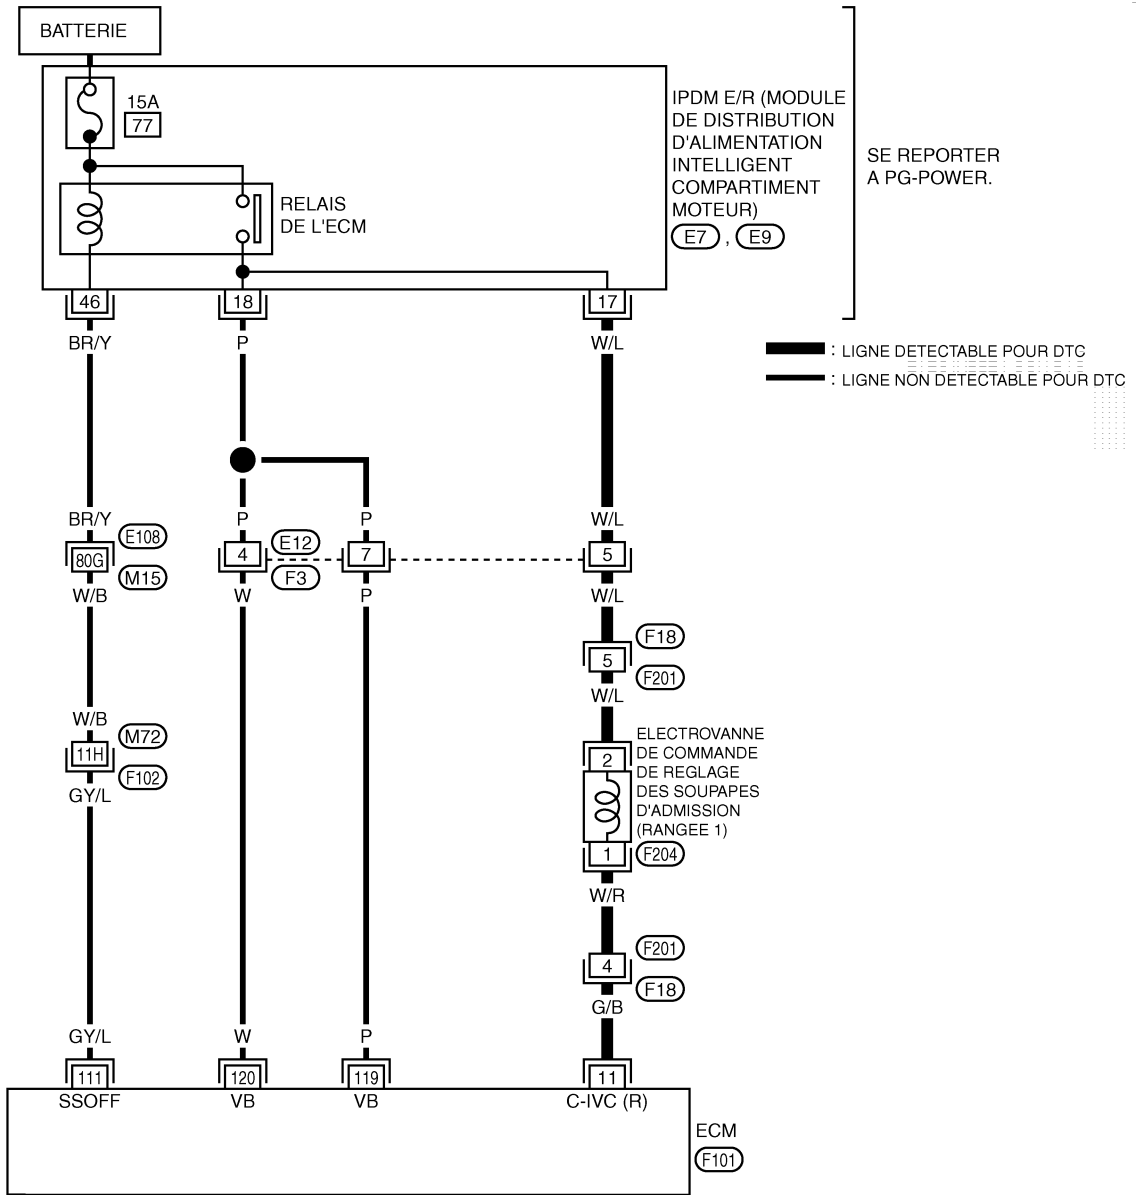 BATTERIE
15A
77
RELAIS
DE L'ECM
IPDM E/R (MODULE
DE DISTRIBUTION
D'ALIMENTATION
INTELLIGENT
COMPARTIMENT
MOTEUR)
E7 , E9
SE REPORTER
A PG-POWER.
46 18 17
BR/Y P W/L
: LIGNE DETECTABLE POUR DTC
: LIGNE NON DETECTABLE POUR DTC
BR/Y P P W/L
E108 E12
80G 4 7 5
M15 F3
W/B W P W/L
F18
5
F201
W/L
W/B
M72
11H
F102
GY/L
ELECTROVANNE
DE COMMANDE
DE REGLAGE
DES SOUPAPES
D'ADMISSION
(RANGEE 1)
2
1 F204
W/R
F201
4
F18
G/B
GY/L W P
111 120 119 11
SSOFF VB VB C-IVC (R)
ECM
F101